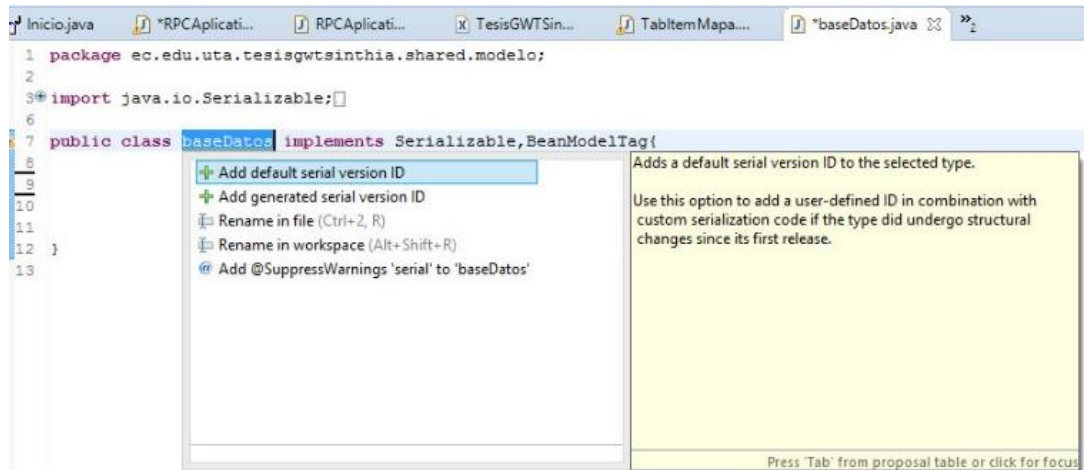 Inicio.java *RPCAplicati... RPCAplicati... TesisGWTSin... TabItemMapa.... *baseDatos.java »2
1 package ec.edu.uta.tesisgwtsinthia.shared.modelo;
2
3 import java.io.Serializable;
6
7 public class baseDatos implements Serializable,BeanModelTag{
8
9
10
11
12 }
13
Add default serial version ID
Add generated serial version ID
Rename in file (Ctrl+2, R)
Rename in workspace (Alt+Shift+R)
@ Add @SuppressWarnings 'serial' to 'baseDatos'
Adds a default serial version ID to the selected type.
Use this option to add a user-defined ID in combination with
custom serialization code if the type did undergo structural
changes since its first release.
Press 'Tab' from proposal table or click for focus